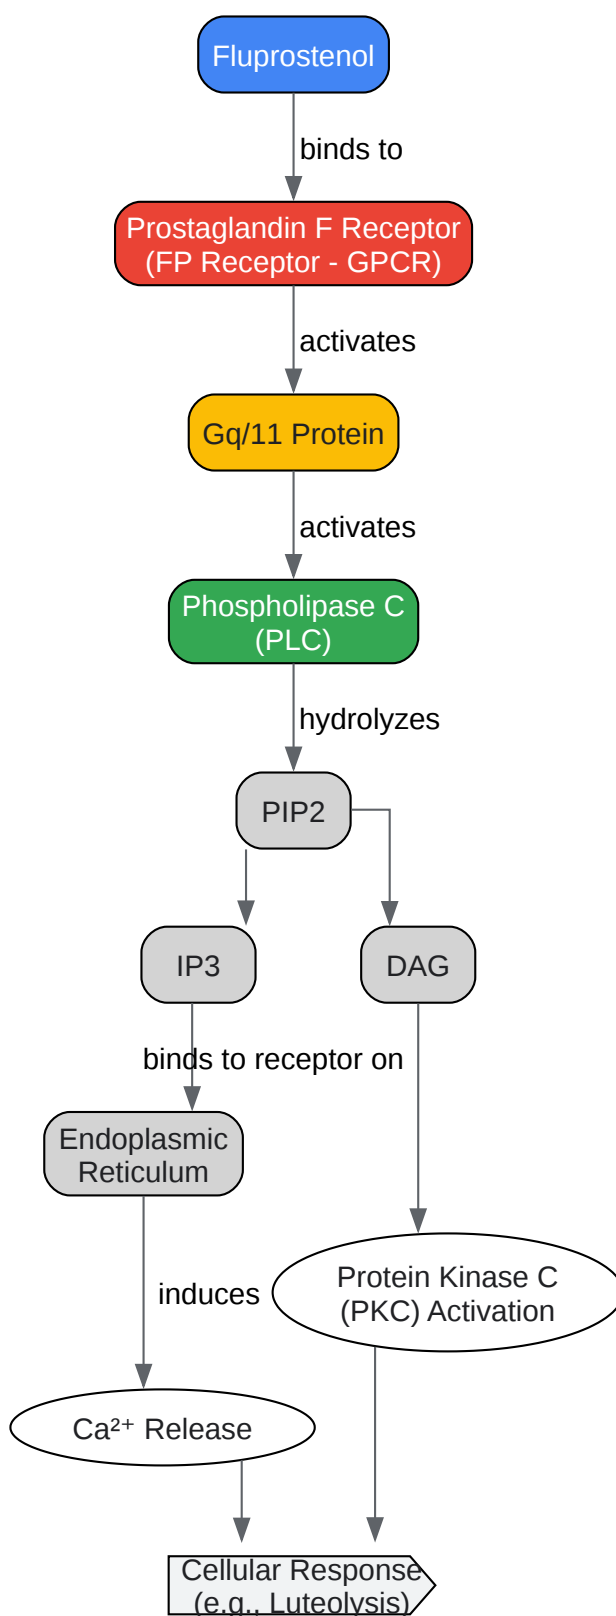 Fluprostenol
binds to
Prostaglandin F Receptor
(FP Receptor - GPCR)
activates
Gq/11 Protein
activates
Phospholipase C
(PLC)
hydrolyzes
PIP2
IP3
DAG
binds to receptor on
Endoplasmic
Reticulum
induces
Protein Kinase C
(PKC) Activation
Ca²⁺ Release
Cellular Response
(e.g., Luteolysis)